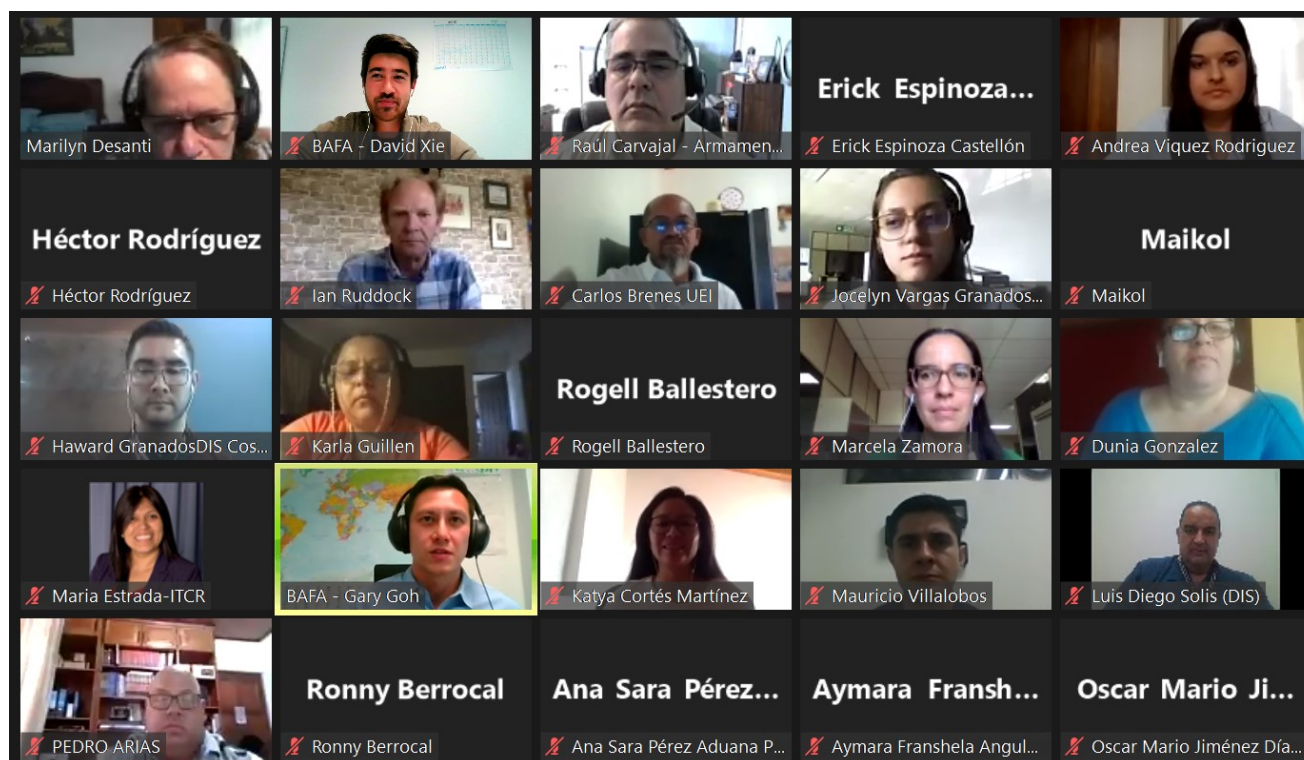 Marilyn Desanti
BAFA - David Xie
Raúl Carvajal - Armamen...
Erick Espinoza...
Erick Espinoza Castellón
Andrea Viquez Rodriguez
Héctor Rodríguez
Héctor Rodríguez
Ian Ruddock
Carlos Brenes UEI
Jocelyn Vargas Granados...
Maikol
Maikol
Haward GranadosDIS Cos...
Karla Guillen
Rogell Ballestero
Rogell Ballestero
Marcela Zamora
Dunia Gonzalez
Maria Estrada-ITCR
BAFA - Gary Goh
Katya Cortés Martínez
Mauricio Villalobos
Luis Diego Solis (DIS)
PEDRO ARIAS
Ronny Berrocal
Ronny Berrocal
Ana Sara Pérez...
Ana Sara Pérez Aduana P...
Aymara Fransh...
Aymara Franshela Angul...
Oscar Mario Ji...
Oscar Mario Jiménez Día...